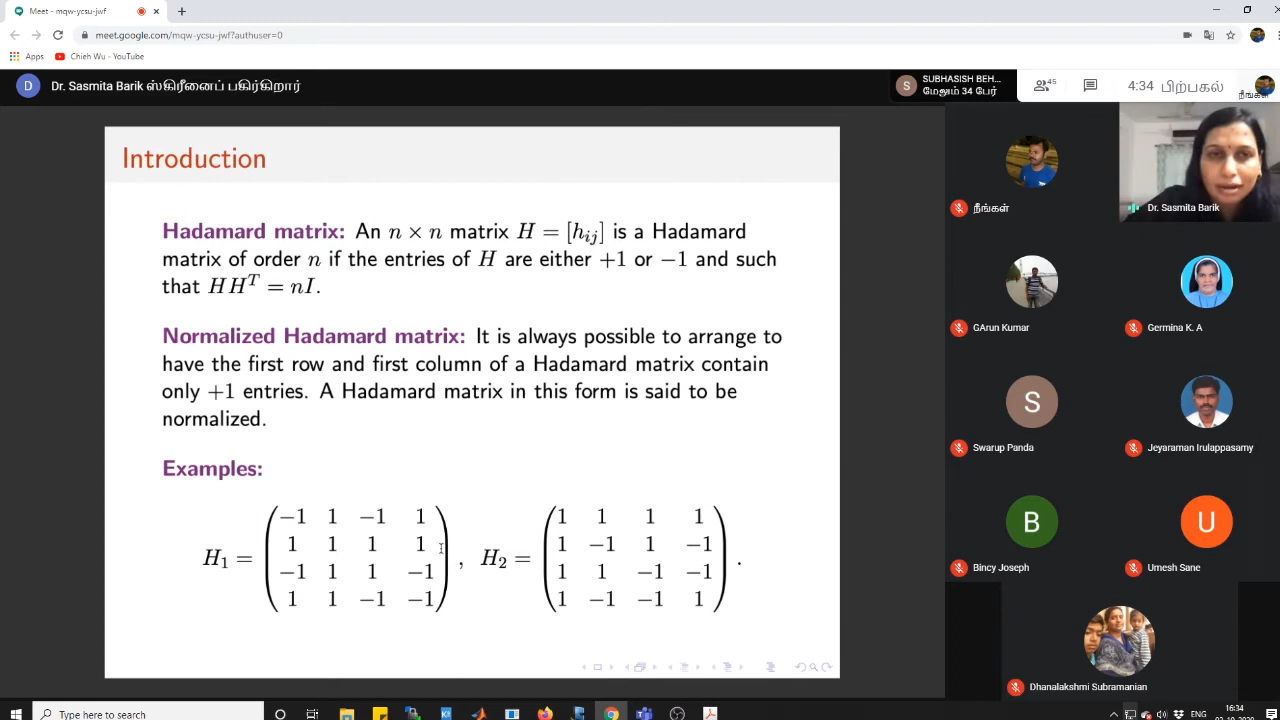 Meet - mqw-ycsu-jwf
meet.google.com/mqw-ycsu-jwf?authuser=0
Apps
Chieh Wu - YouTube
D
Dr. Sasmita Barik ஸ்கிரீனைப் பகிர்கிறார்
S
SUBHASISH BEH...
மேலும் 34 பேர்
45
4:34 பிற்பகல்
நீங்கள்
Introduction
Hadamard matrix: An n × n matrix H = [h_{ij}] is a Hadamard
matrix of order n if the entries of H are either +1 or −1 and such
that HH^T = nI.
Normalized Hadamard matrix: It is always possible to arrange to
have the first row and first column of a Hadamard matrix contain
only +1 entries. A Hadamard matrix in this form is said to be
normalized.
Examples:
H₁ =
−1 1 −1 1
1 1 1 1
−1 1 1 −1
1 1 −1 −1
,
H₂ =
1 1 1 1
1 −1 1 −1
1 1 −1 −1
1 −1 −1 1
.
நீங்கள்
Dr. Sasmita Barik
GArun Kumar
Germina K. A
S
Swarup Panda
Jeyaraman Irulappasamy
B
Bincy Joseph
U
Umesh Sane
Dhanalakshmi Subramanian
Type here to search
ENG
16:34